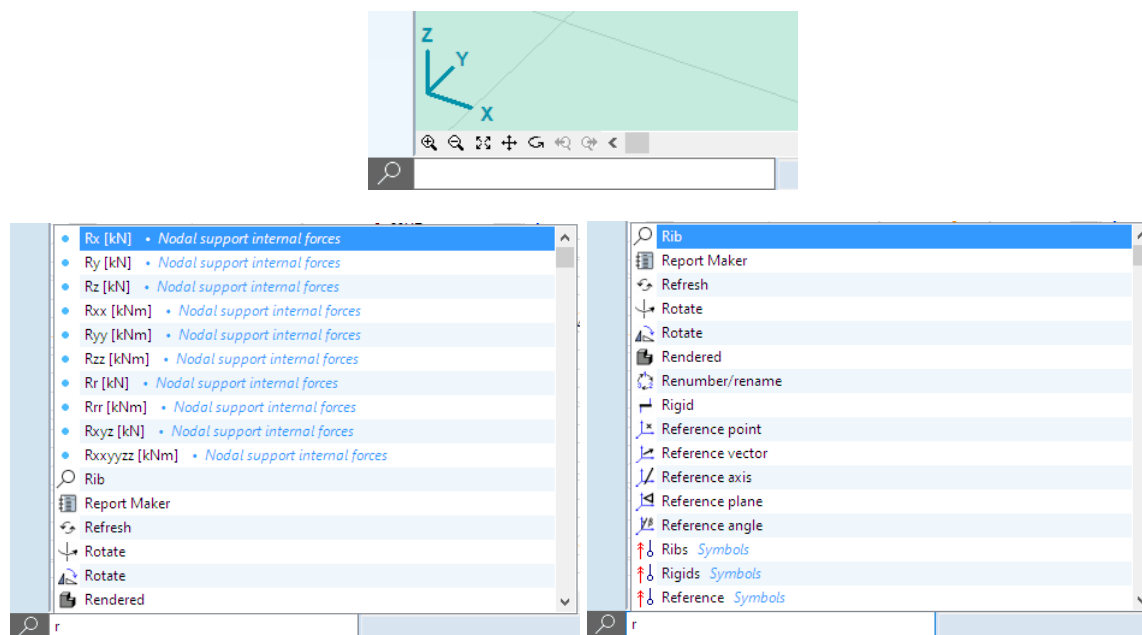 Z
Y
X
Rx [kN] • Nodal support internal forces
Ry [kN] • Nodal support internal forces
Rz [kN] • Nodal support internal forces
Rxx [kNm] • Nodal support internal forces
Ryy [kNm] • Nodal support internal forces
Rzz [kNm] • Nodal support internal forces
Rr [kN] • Nodal support internal forces
Rrr [kNm] • Nodal support internal forces
Rxyz [kN] • Nodal support internal forces
Rxxyyzz [kNm] • Nodal support internal forces
Rib
Report Maker
Refresh
Rotate
Rotate
Rendered
r
Rib
Report Maker
Refresh
Rotate
Rotate
Rendered
Renumber/rename
Rigid
Reference point
Reference vector
Reference axis
Reference plane
Reference angle
Ribs Symbols
Rigids Symbols
Reference Symbols
r